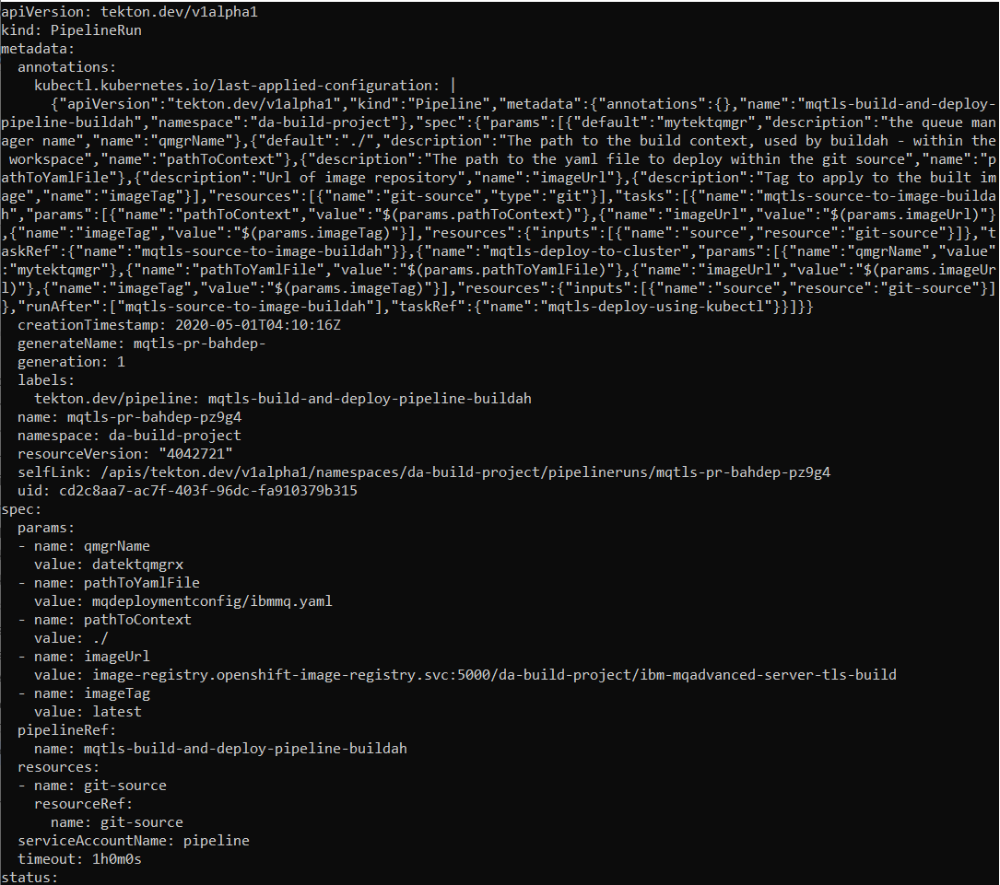 apiVersion: tekton.dev/v1alpha1
kind: PipelineRun
metadata:
  annotations:
    kubectl.kubernetes.io/last-applied-configuration: |
      {"apiVersion":"tekton.dev/v1alpha1","kind":"Pipeline","metadata":{"annotations":{},"name":"mqtls-build-and-deploy-
pipeline-buildah","namespace":"da-build-project"},"spec":{"params":[{"default":"mytektqmgr","description":"the queue man
ager name","name":"qmgrName"},{"default":"./","description":"The path to the build context, used by buildah - within the
 workspace","name":"pathToContext"},{"description":"The path to the yaml file to deploy within the git source","name":"p
athToYamlFile"},{"description":"Url of image repository","name":"imageUrl"},{"description":"Tag to apply to the built im
age","name":"imageTag"}],"resources":[{"name":"git-source","type":"git"}],"tasks":[{"name":"mqtls-source-to-image-builda
h","params":[{"name":"pathToContext","value":"$(params.pathToContext)"},{"name":"imageUrl","value":"$(params.imageUrl)"}
,{"name":"imageTag","value":"$(params.imageTag)"}],"resources":{"inputs":[{"name":"source","resource":"git-source"}]},"t
askRef":{"name":"mqtls-source-to-image-buildah"}},{"name":"mqtls-deploy-to-cluster","params":[{"name":"qmgrName","value"
:"mytektqmgr"},{"name":"pathToYamlFile","value":"$(params.pathToYamlFile)"},{"name":"imageUrl","value":"$(params.imageUr
l)"},{"name":"imageTag","value":"$(params.imageTag)"}],"resources":{"inputs":[{"name":"source","resource":"git-source"}]
},"runAfter":["mqtls-source-to-image-buildah"],"taskRef":{"name":"mqtls-deploy-using-kubectl"}}]}}
  creationTimestamp: 2020-05-01T04:10:16Z
  generateName: mqtls-pr-bahdep-
  generation: 1
  labels:
    tekton.dev/pipeline: mqtls-build-and-deploy-pipeline-buildah
  name: mqtls-pr-bahdep-pz9g4
  namespace: da-build-project
  resourceVersion: "4042721"
  selfLink: /apis/tekton.dev/v1alpha1/namespaces/da-build-project/pipelineruns/mqtls-pr-bahdep-pz9g4
  uid: cd2c8aa7-ac7f-403f-96dc-fa910379b315
spec:
  params:
  - name: qmgrName
    value: datektqmgrx
  - name: pathToYamlFile
    value: mqdeploymentconfig/ibmmq.yaml
  - name: pathToContext
    value: ./
  - name: imageUrl
    value: image-registry.openshift-image-registry.svc:5000/da-build-project/ibm-mqadvanced-server-tls-build
  - name: imageTag
    value: latest
  pipelineRef:
    name: mqtls-build-and-deploy-pipeline-buildah
  resources:
  - name: git-source
    resourceRef:
      name: git-source
  serviceAccountName: pipeline
  timeout: 1h0m0s
status: